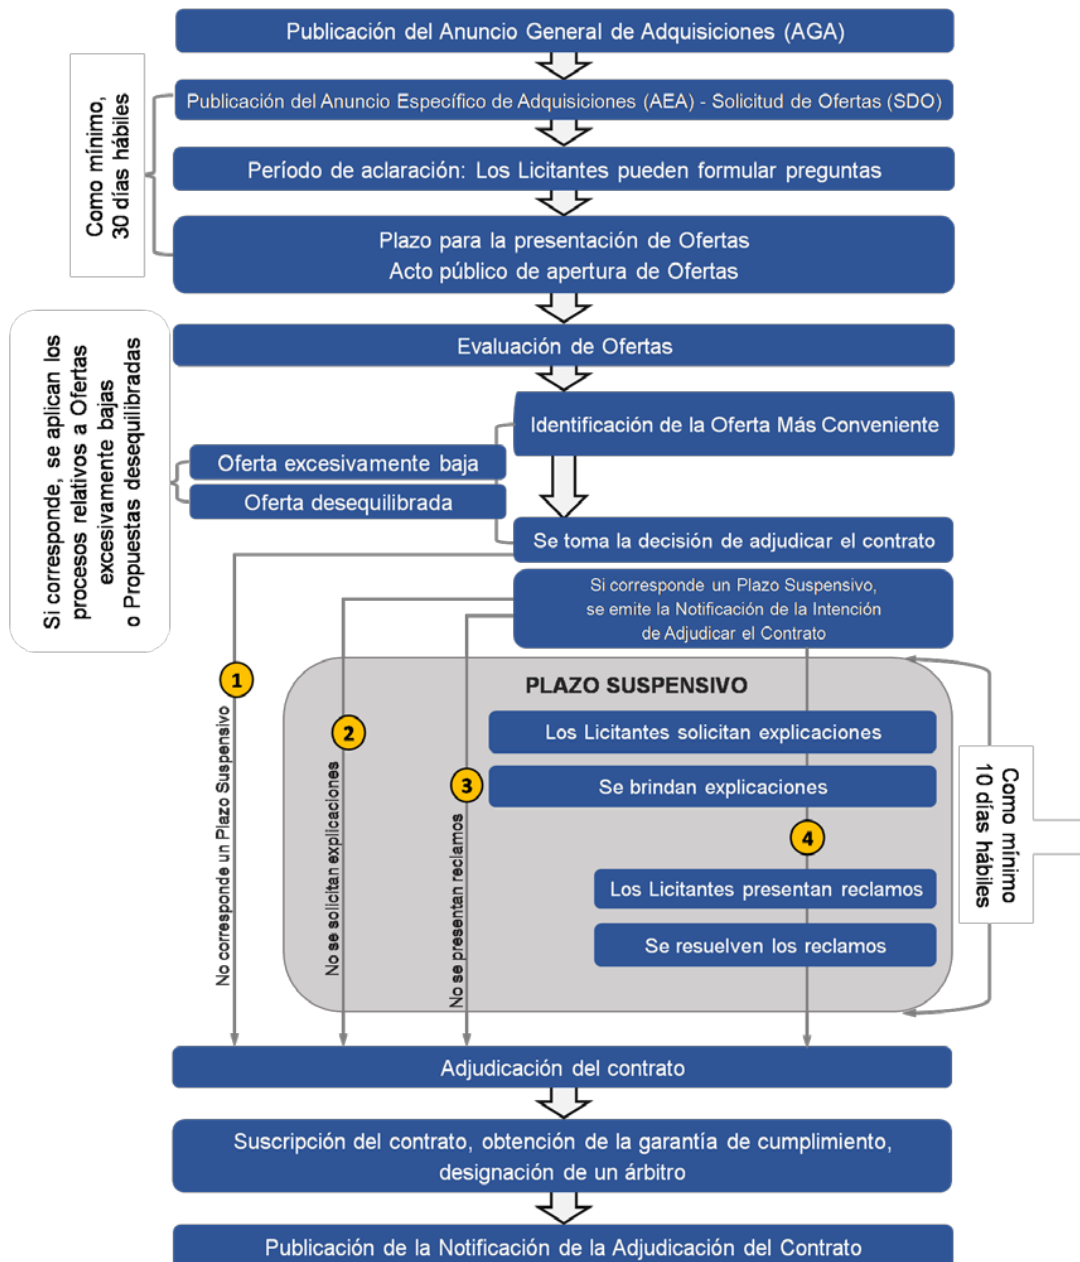 Publicación del Anuncio General de Adquisiciones (AGA)
Como mínimo,
30 días hábiles
Publicación del Anuncio Específico de Adquisiciones (AEA) - Solicitud de Ofertas (SDO)
Período de aclaración: Los Licitantes pueden formular preguntas
Plazo para la presentación de Ofertas
Acto público de apertura de Ofertas
Evaluación de Ofertas
Si corresponde, se aplican los
procesos relativos a Ofertas
excesivamente bajas
o Propuestas desequilibradas
Identificación de la Oferta Más Conveniente
Oferta excesivamente baja
Oferta desequilibrada
Se toma la decisión de adjudicar el contrato
Si corresponde un Plazo Suspensivo,
se emite la Notificación de la Intención
de Adjudicar el Contrato
1
No corresponde un Plazo Suspensivo
PLAZO SUSPENSIVO
2
No se solicitan explicaciones
3
No se presentan reclamos
Los Licitantes solicitan explicaciones
Se brindan explicaciones
4
Los Licitantes presentan reclamos
Se resuelven los reclamos
Como mínimo
10 días hábiles
Adjudicación del contrato
Suscripción del contrato, obtención de la garantía de cumplimiento,
designación de un árbitro
Publicación de la Notificación de la Adjudicación del Contrato